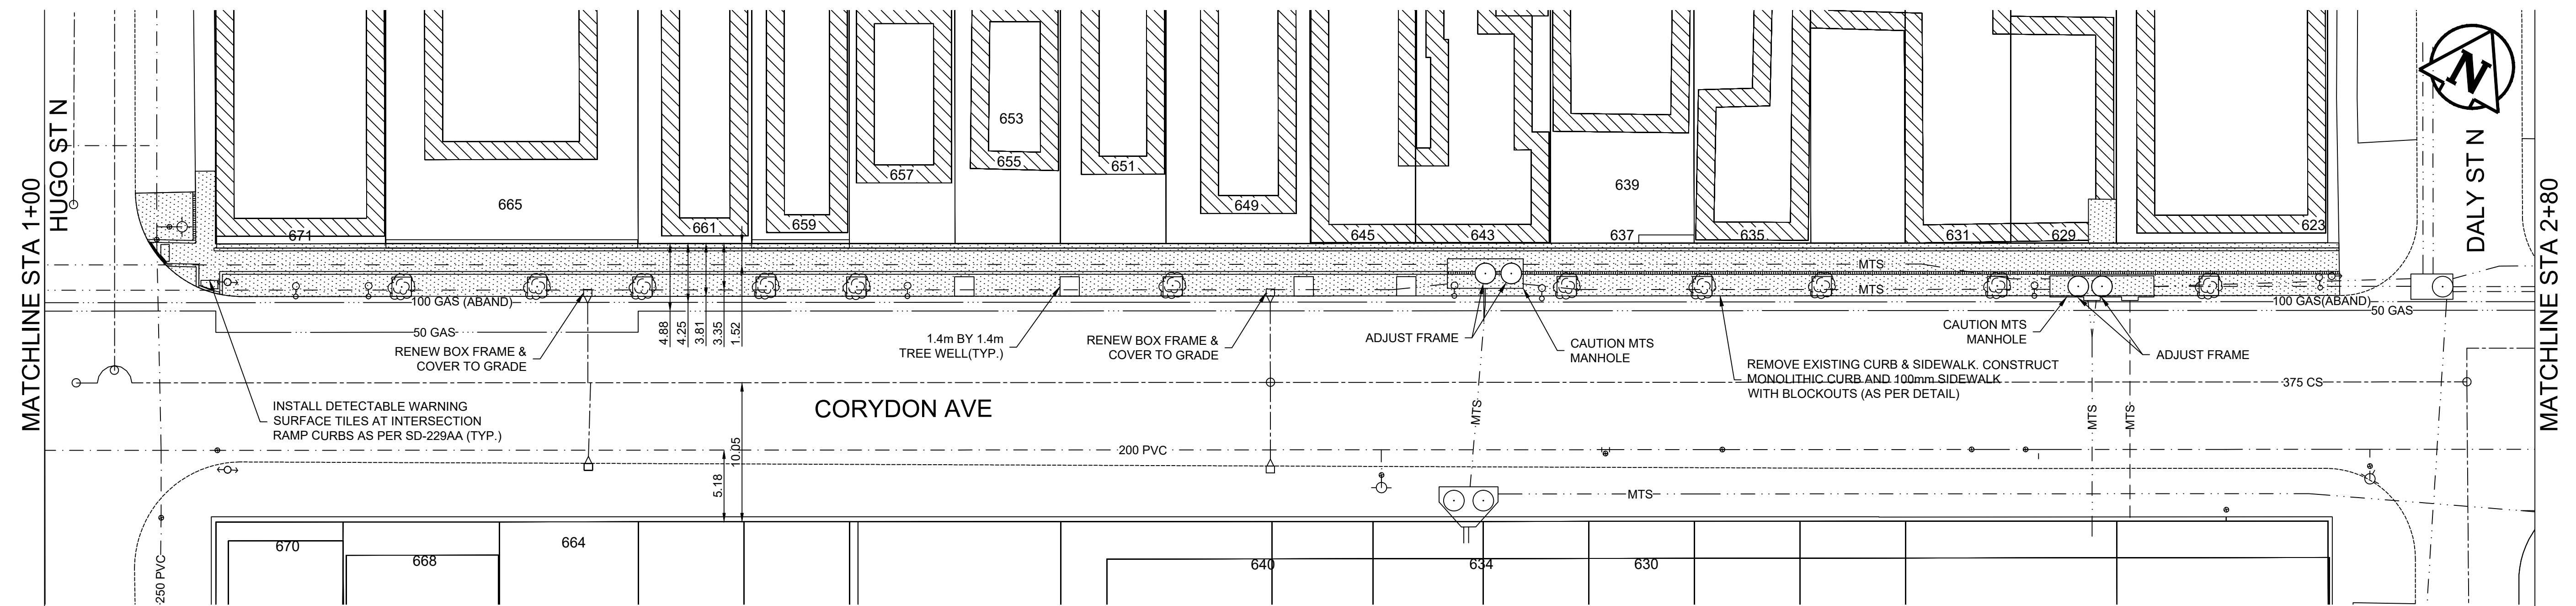 MATCHLINE STA 1+00
HUGO ST N
671
665
661
659
657
653
655
651
649
645
643
639
637
635
631
629
623
N
DALY ST N
MATCHLINE STA 2+80
MTS
MTS
100 GAS (ABAND)
100 GAS(ABAND)
50 GAS
50 GAS
4.88
4.25
3.81
3.35
1.52
RENEW BOX FRAME &
COVER TO GRADE
1.4m BY 1.4m
TREE WELL(TYP.)
RENEW BOX FRAME &
COVER TO GRADE
ADJUST FRAME
CAUTION MTS
MANHOLE
CAUTION MTS
MANHOLE
ADJUST FRAME
REMOVE EXISTING CURB & SIDEWALK. CONSTRUCT
MONOLITHIC CURB AND 100mm SIDEWALK
WITH BLOCKOUTS (AS PER DETAIL)
375 CS
INSTALL DETECTABLE WARNING
SURFACE TILES AT INTERSECTION
RAMP CURBS AS PER SD-229AA (TYP.)
CORYDON AVE
MTS
MTS
MTS
10.05
5.18
200 PVC
MTS
250 PVC
670
668
664
640
634
630